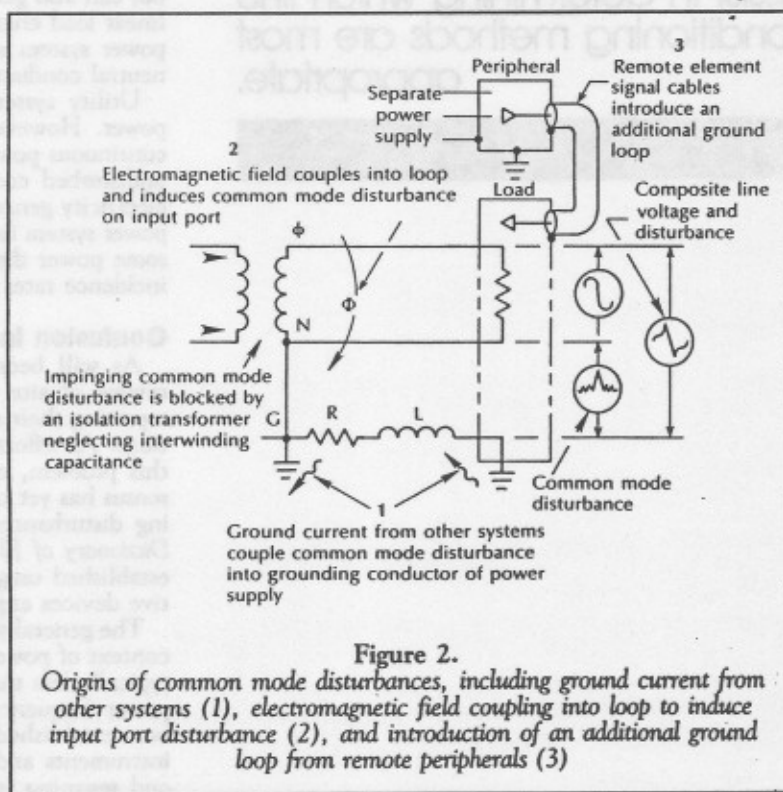 3
Peripheral
Remote element
signal cables
introduce an
additional ground
loop
Separate
power
supply
2
Electromagnetic field couples into loop
and induces common mode disturbance
on input port
Load
Composite line
voltage and
disturbance
ϕ
Φ
N
Impinging common mode
disturbance is blocked by
an isolation transformer
neglecting interwinding
capacitance
G
R
L
Common mode
disturbance
1
Ground current from other systems
couple common mode disturbance
into grounding conductor of power
supply
Figure 2.
Origins of common mode disturbances, including ground current from
other systems (1), electromagnetic field coupling into loop to induce
input port disturbance (2), and introduction of an additional ground
loop from remote peripherals (3)